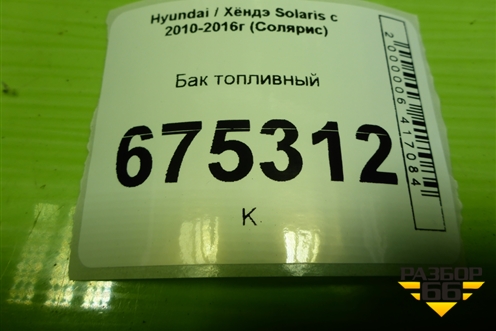 Hyundai / Хёндэ Solaris с
2010-2016г (Солярис)
Бак топливный
675312
К
2000006417084
РАЗБОР
66